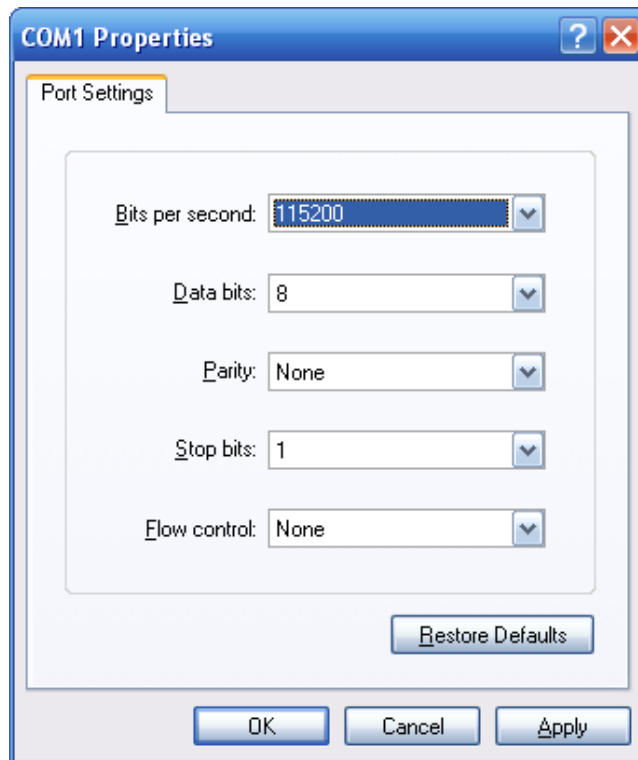 COM1 Properties
Port Settings
Bits per second: 115200
Data bits: 8
Parity: None
Stop bits: 1
Flow control: None
Restore Defaults
OK Cancel Apply